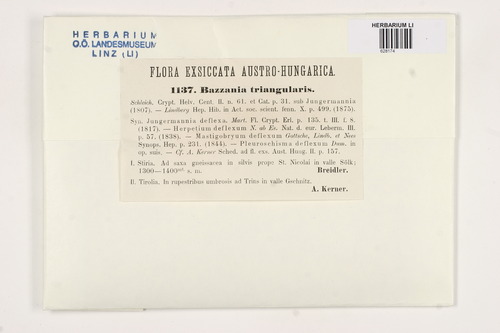 HERBARIUM
O.Ö. LANDESMUSEUM
LINZ (LI)
HERBARIUM LI
FLORA EXSICCATA AUSTRO-HUNGARICA.
1137. Bazzania triangularis.
Schleich. Crypt. Helv. Cent. II. n. 61. et Cat. p. 31. sub Jungermannia
(1807). — Lindberg Hep. Hib. in Act. soc. scient. fenn. X. p. 499. (1875).
Syn. Jungermannia deflexa. Mart. Fl. Crypt. Erl. p. 135. t. III. f. 8.
(1817). — Herpetium deflexum N. ab Es. Nat. d. eur. Leberm. III.
p. 57. (1838). — Mastigobryum deflexum Gottsche, Lindb. et Nees
Synops. Hep. p. 231. (1844). — Pleuroschisma deflexum Dum. in
op. suis. — Cf. A. Kerner Sched. ad fl. exs. Aust. Hung. II. p. 157.
I. Stiria. Ad saxa gneissacea in silvis prope St. Nicolai in valle Sölk;
1300—1400 s. m.
Breidler.
II. Tirolia. In rupestribus umbrosis ad Trins in valle Gschnitz.
A. Kerner.